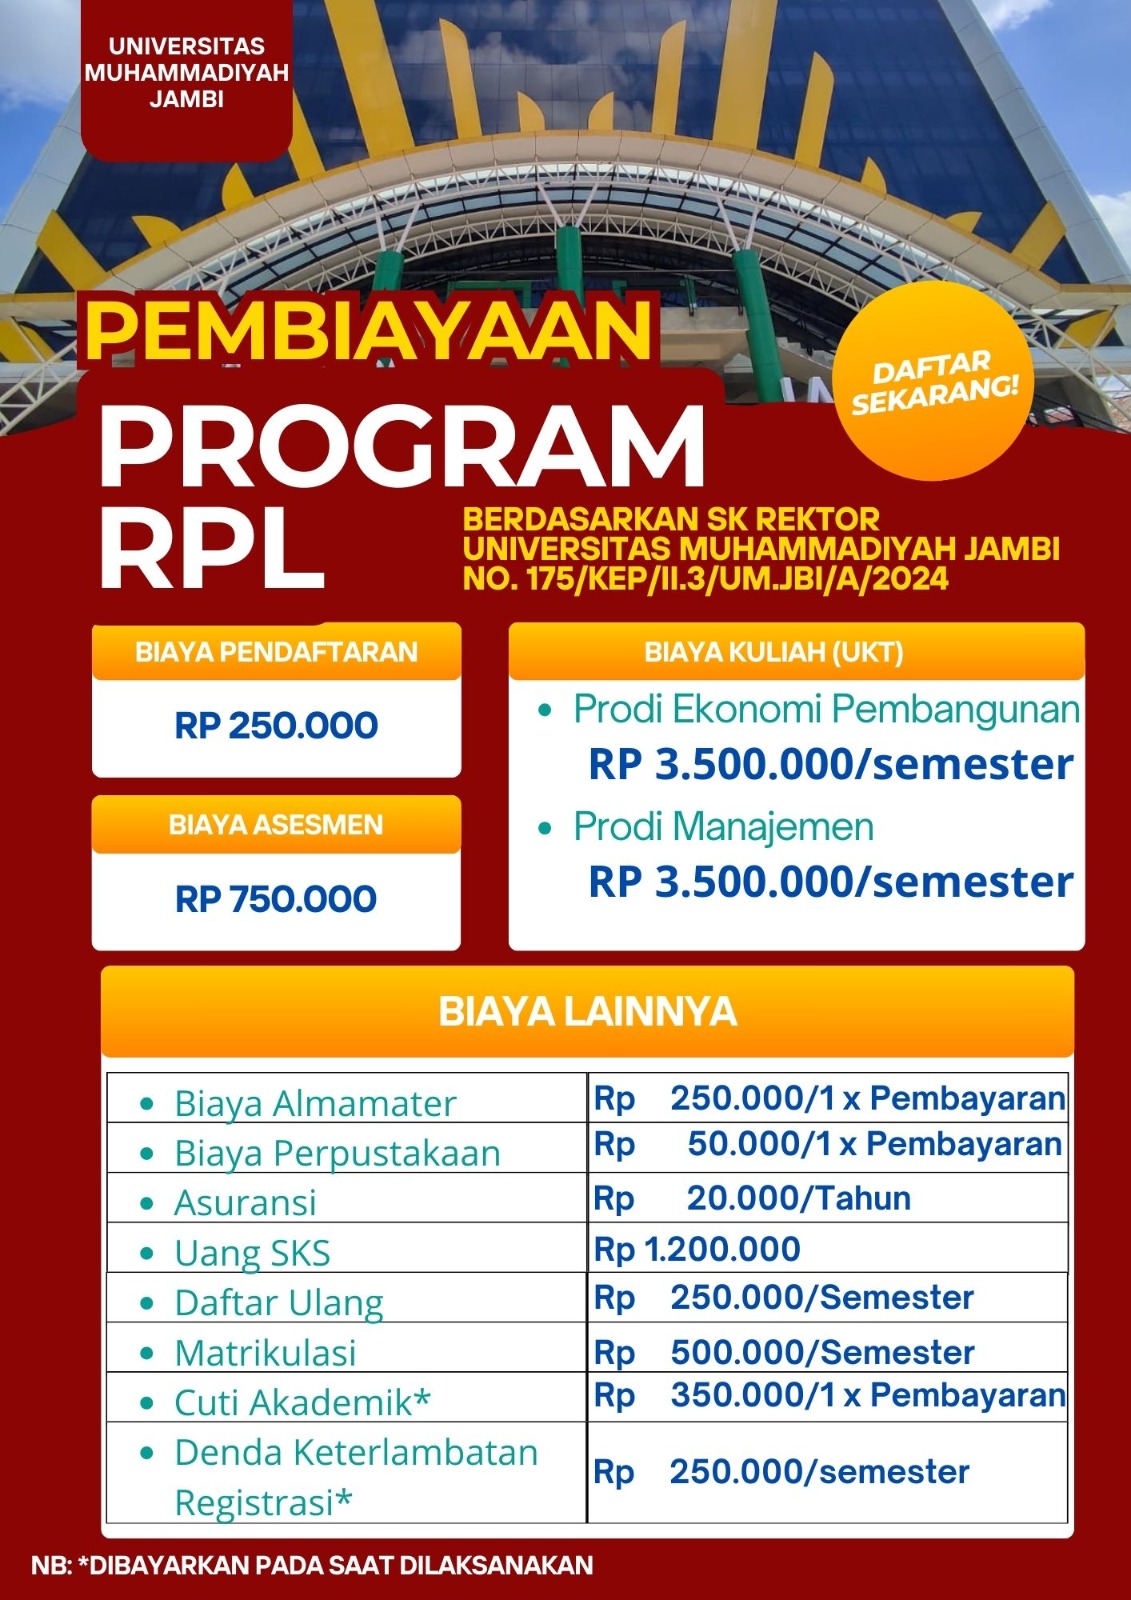 UNIVERSITAS
MUHAMMADIYAH
JAMBI
PEMBIAYAAN
PROGRAM
RPL
DAFTAR
SEKARANG!
BERDASARKAN SK REKTOR
UNIVERSITAS MUHAMMADIYAH JAMBI
NO. 175/KEP/II.3/UM.JBI/A/2024
BIAYA PENDAFTARAN
RP 250.000
BIAYA ASESMEN
RP 750.000
BIAYA KULIAH (UKT)
• Prodi Ekonomi Pembangunan
RP 3.500.000/semester
• Prodi Manajemen
RP 3.500.000/semester
BIAYA LAINNYA
• Biaya Almamater Rp 250.000/1 x Pembayaran
• Biaya Perpustakaan Rp 50.000/1 x Pembayaran
• Asuransi Rp 20.000/Tahun
• Uang SKS Rp 1.200.000
• Daftar Ulang Rp 250.000/Semester
• Matrikulasi Rp 500.000/Semester
• Cuti Akademik* Rp 350.000/1 x Pembayaran
• Denda Keterlambatan
Registrasi* Rp 250.000/semester
NB: *DIBAYARKAN PADA SAAT DILAKSANAKAN